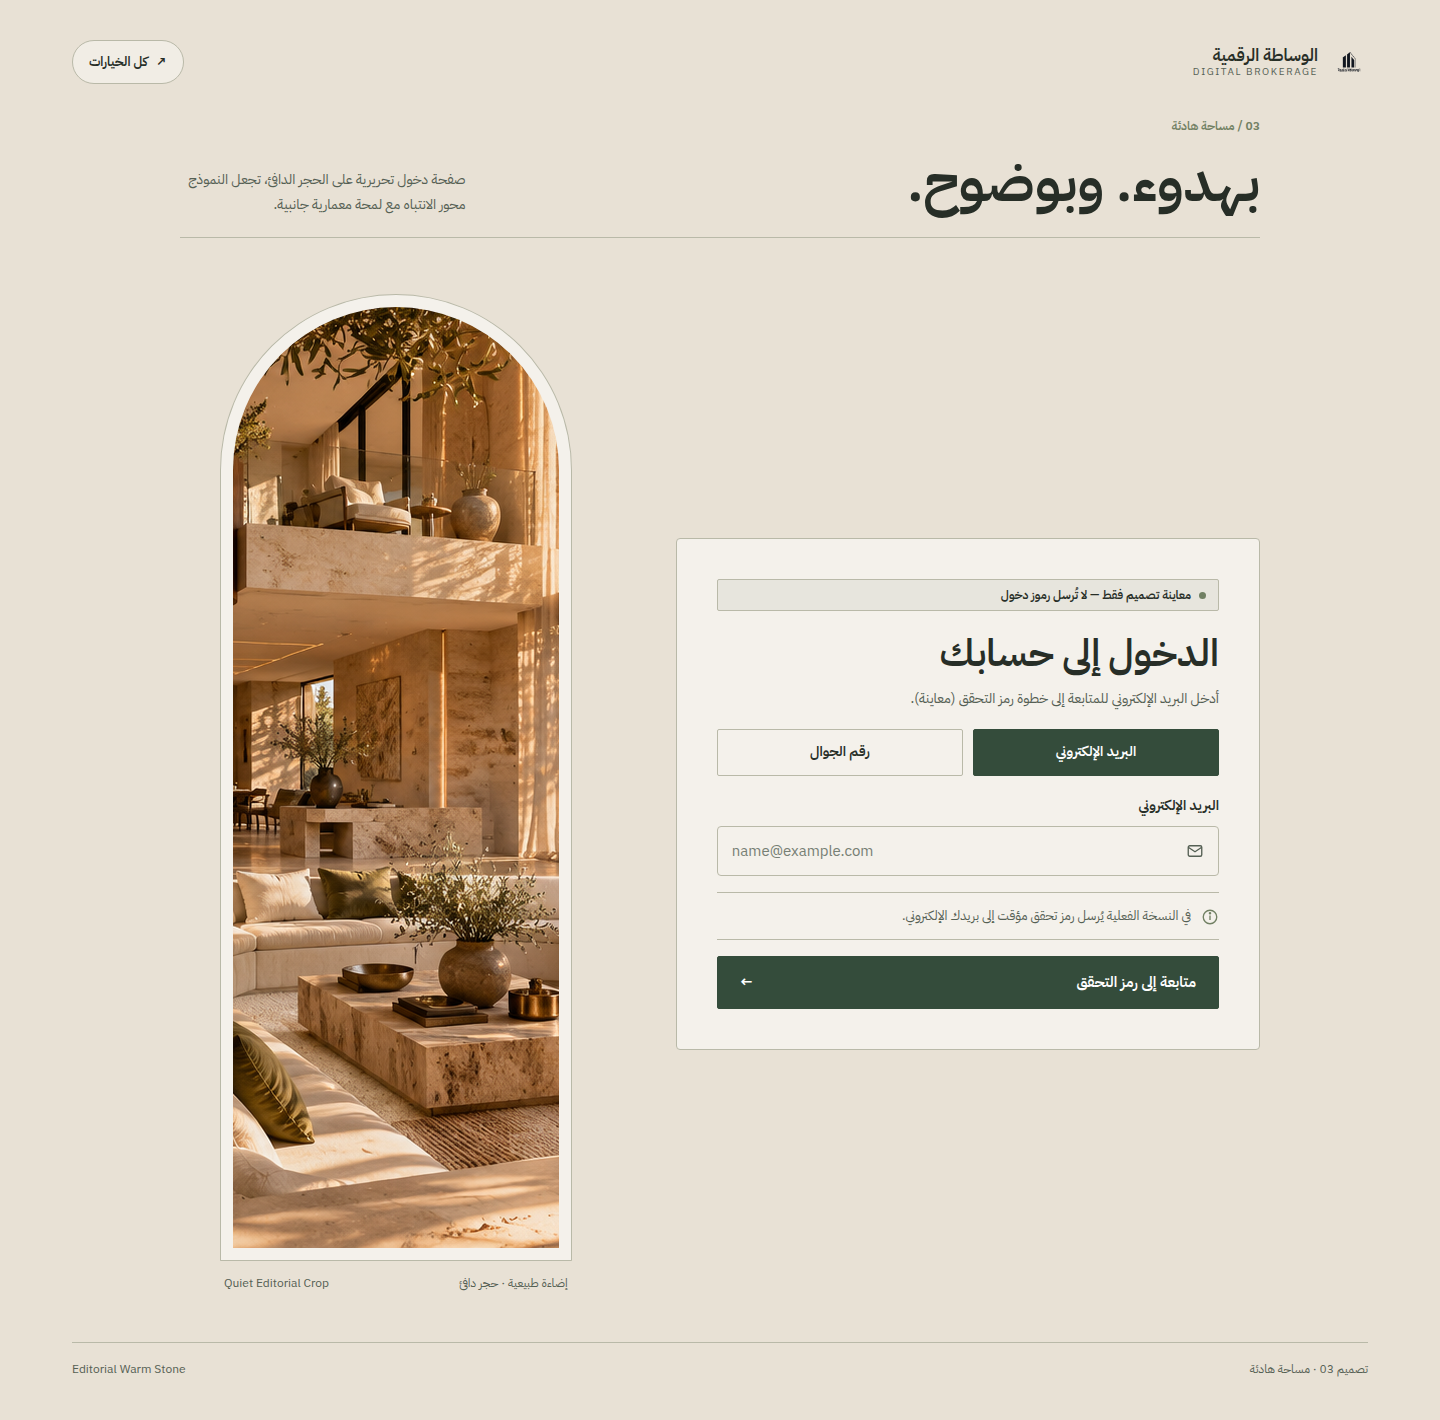 الوساطة الرقمية
DIGITAL BROKERAGE
كل الخيارات ↗
03 / مساحة هادئة
بهدوء. وبوضوح.
صفحة دخول تحريرية على الحجر الدافئ، تجعل النموذج
محور الانتباه مع لمحة معمارية جانبية.
معاينة تصميم فقط — لا تُرسل رموز دخول
الدخول إلى حسابك
أدخل البريد الإلكتروني للمتابعة إلى خطوة رمز التحقق (معاينة).
البريد الإلكتروني
رقم الجوال
البريد الإلكتروني
name@example.com
في النسخة الفعلية يُرسل رمز تحقق مؤقت إلى بريدك الإلكتروني.
متابعة إلى رمز التحقق ←
إضاءة طبيعية · حجر دافئ
Quiet Editorial Crop
تصميم 03 · مساحة هادئة
Editorial Warm Stone